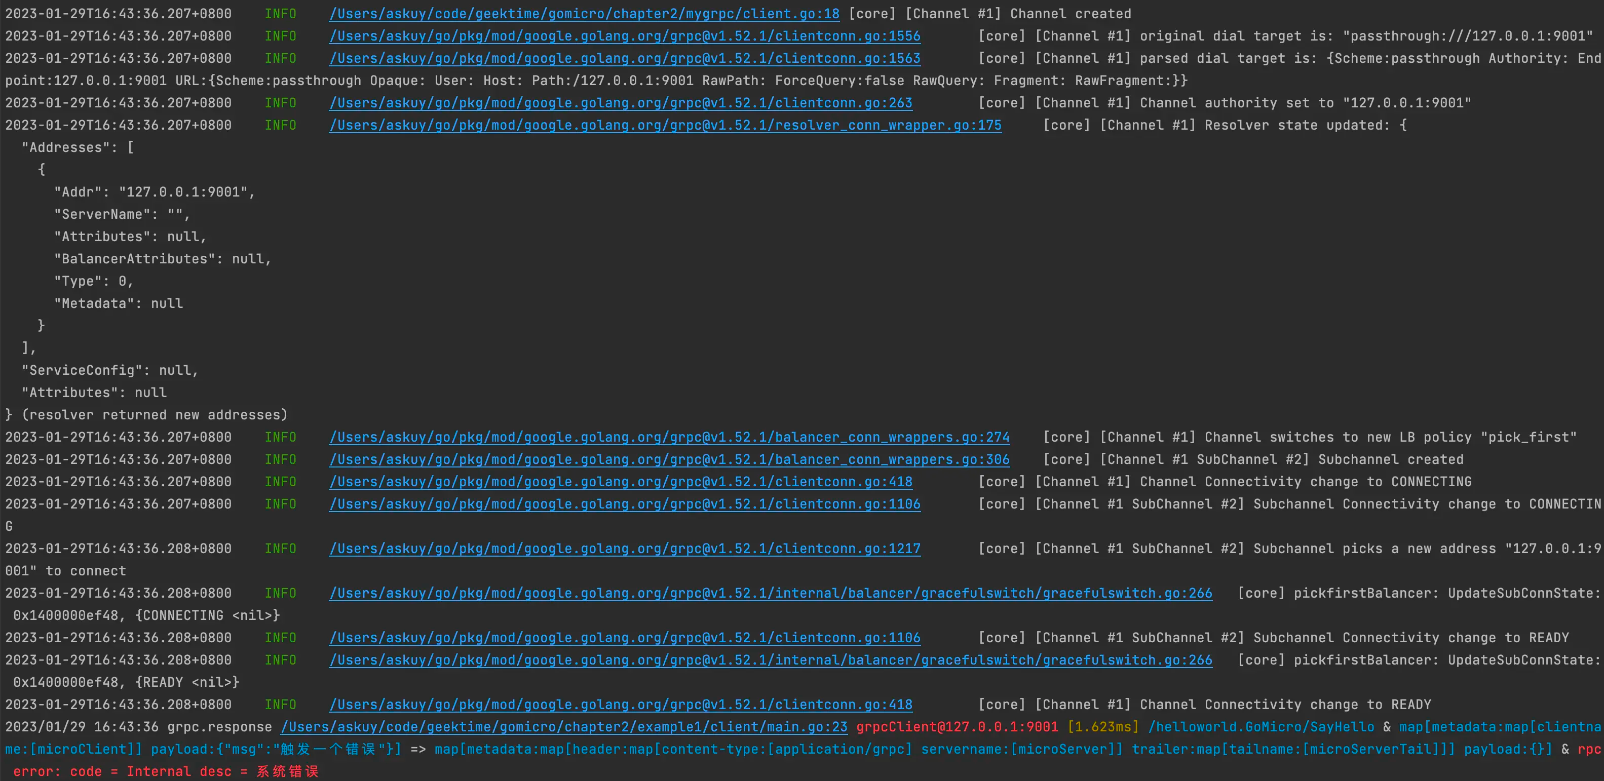 2023-01-29T16:43:36.207+0800    INFO    /Users/askuy/code/geektime/gomicro/chapter2/mygrpc/client.go:18 [core] [Channel #1] Channel created
2023-01-29T16:43:36.207+0800    INFO    /Users/askuy/go/pkg/mod/google.golang.org/grpc@v1.52.1/clientconn.go:1556       [core] [Channel #1] original dial target is: "passthrough:///127.0.0.1:9001"
2023-01-29T16:43:36.207+0800    INFO    /Users/askuy/go/pkg/mod/google.golang.org/grpc@v1.52.1/clientconn.go:1563       [core] [Channel #1] parsed dial target is: {Scheme:passthrough Authority: End
point:127.0.0.1:9001 URL:{Scheme:passthrough Opaque: User: Host: Path:/127.0.0.1:9001 RawPath: ForceQuery:false RawQuery: Fragment: RawFragment:}}
2023-01-29T16:43:36.207+0800    INFO    /Users/askuy/go/pkg/mod/google.golang.org/grpc@v1.52.1/clientconn.go:263        [core] [Channel #1] Channel authority set to "127.0.0.1:9001"
2023-01-29T16:43:36.207+0800    INFO    /Users/askuy/go/pkg/mod/google.golang.org/grpc@v1.52.1/resolver_conn_wrapper.go:175     [core] [Channel #1] Resolver state updated: {
  "Addresses": [
    {
      "Addr": "127.0.0.1:9001",
      "ServerName": "",
      "Attributes": null,
      "BalancerAttributes": null,
      "Type": 0,
      "Metadata": null
    }
  ],
  "ServiceConfig": null,
  "Attributes": null
} (resolver returned new addresses)
2023-01-29T16:43:36.207+0800    INFO    /Users/askuy/go/pkg/mod/google.golang.org/grpc@v1.52.1/balancer_conn_wrappers.go:274    [core] [Channel #1] Channel switches to new LB policy "pick_first"
2023-01-29T16:43:36.207+0800    INFO    /Users/askuy/go/pkg/mod/google.golang.org/grpc@v1.52.1/balancer_conn_wrappers.go:306    [core] [Channel #1 SubChannel #2] Subchannel created
2023-01-29T16:43:36.207+0800    INFO    /Users/askuy/go/pkg/mod/google.golang.org/grpc@v1.52.1/clientconn.go:418        [core] [Channel #1] Channel Connectivity change to CONNECTING
2023-01-29T16:43:36.207+0800    INFO    /Users/askuy/go/pkg/mod/google.golang.org/grpc@v1.52.1/clientconn.go:1106       [core] [Channel #1 SubChannel #2] Subchannel Connectivity change to CONNECTIN
G
2023-01-29T16:43:36.208+0800    INFO    /Users/askuy/go/pkg/mod/google.golang.org/grpc@v1.52.1/clientconn.go:1217       [core] [Channel #1 SubChannel #2] Subchannel picks a new address "127.0.0.1:9
001" to connect
2023-01-29T16:43:36.208+0800    INFO    /Users/askuy/go/pkg/mod/google.golang.org/grpc@v1.52.1/internal/balancer/gracefulswitch/gracefulswitch.go:266   [core] pickfirstBalancer: UpdateSubConnState:
 0x1400000ef48, {CONNECTING <nil>}
2023-01-29T16:43:36.208+0800    INFO    /Users/askuy/go/pkg/mod/google.golang.org/grpc@v1.52.1/clientconn.go:1106       [core] [Channel #1 SubChannel #2] Subchannel Connectivity change to READY
2023-01-29T16:43:36.208+0800    INFO    /Users/askuy/go/pkg/mod/google.golang.org/grpc@v1.52.1/internal/balancer/gracefulswitch/gracefulswitch.go:266   [core] pickfirstBalancer: UpdateSubConnState:
 0x1400000ef48, {READY <nil>}
2023-01-29T16:43:36.208+0800    INFO    /Users/askuy/go/pkg/mod/google.golang.org/grpc@v1.52.1/clientconn.go:418        [core] [Channel #1] Channel Connectivity change to READY
2023/01/29 16:43:36 grpc.response /Users/askuy/code/geektime/gomicro/chapter2/example1/client/main.go:23 grpcClient@127.0.0.1:9001 [1.623ms] /helloworld.GoMicro/SayHello & map[metadata:map[clientna
me:[microClient]] payload:{"msg":"触发一个错误"}] => map[metadata:map[header:map[content-type:[application/grpc] servername:[microServer]] trailer:map[tailname:[microServerTail]]] payload:{}] & rpc
 error: code = Internal desc = 系统错误